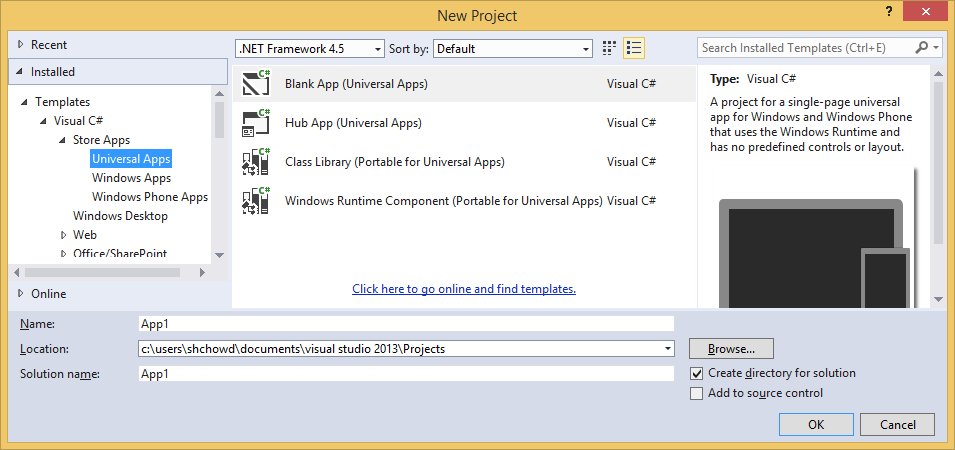 New Project
?
Recent
.NET Framework 4.5
Sort by:
Default
Search Installed Templates (Ctrl+E)
Installed
Templates
Visual C#
Store Apps
Universal Apps
Windows Apps
Windows Phone Apps
Windows Desktop
Web
Office/SharePoint
Online
C#
Blank App (Universal Apps)
Visual C#
C#
Hub App (Universal Apps)
Visual C#
C#
Class Library (Portable for Universal Apps)
Visual C#
C#
Windows Runtime Component (Portable for Universal Apps)
Visual C#
Click here to go online and find templates.
Type: Visual C#
A project for a single-page universal
app for Windows and Windows Phone
that uses the Windows Runtime and
has no predefined controls or layout.
Name:
App1
Location:
c:\users\shchowd\documents\visual studio 2013\Projects
Browse...
Solution name:
App1
Create directory for solution
Add to source control
OK
Cancel